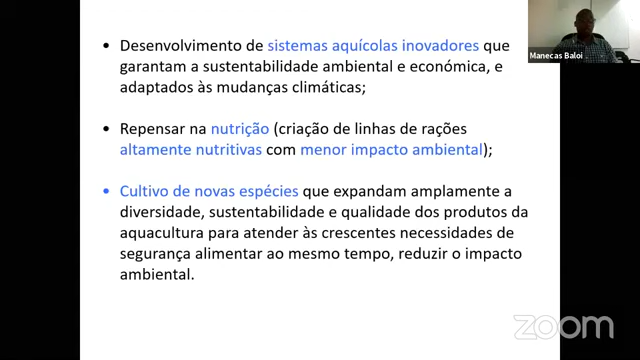 Manecas Baloi
• Desenvolvimento de sistemas aquícolas inovadores que
garantam a sustentabilidade ambiental e económica, e
adaptados às mudanças climáticas;
• Repensar na nutrição (criação de linhas de rações
altamente nutritivas com menor impacto ambiental);
• Cultivo de novas espécies que expandam amplamente a
diversidade, sustentabilidade e qualidade dos produtos da
aquacultura para atender às crescentes necessidades de
segurança alimentar ao mesmo tempo, reduzir o impacto
ambiental.
zoom